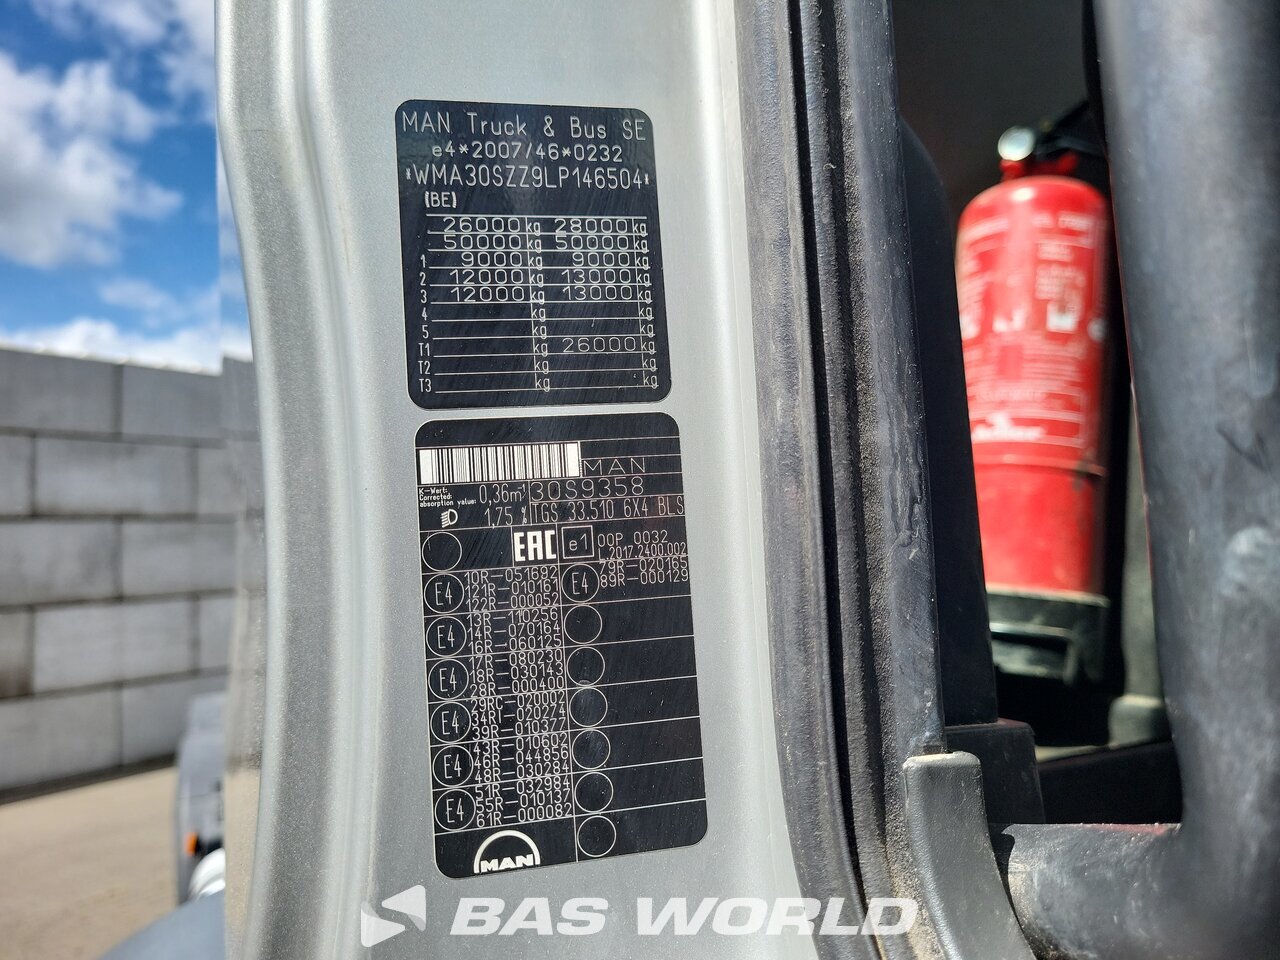 MAN Truck & Bus SE
e4*2007/46*0232
*WMA30SZZ9LP146504*
(BE)
26000 kg 28000 kg
50000 kg 50000 kg
1 9000 kg 9000 kg
2 12000 kg 13000 kg
3 12000 kg 13000 kg
4 kg kg
5 kg kg
T1 kg 26000 kg
T2 kg kg
T3 kg kg
MAN
K-Wert:
Corrected
absorption value:
0,36m⁻¹ 30S9358
1,75 % TGS 33.510 6X4 BLS
EAC e1 00P 0032
L.2017.2400.002
E4 10R-051692
121R-010161
122R-000052
E4 79R-020165
89R-000129
E4 13R-110256
14R-070164
16R-060125
E4 17R-080230
18R-030143
28R-000400
E4 29RC-020002
34RI-020374
39R-010377
E4 43R-010602
46R-044856
48R-030284
E4 51R-032984
55R-010137
61R-000082
MAN
BAS WORLD